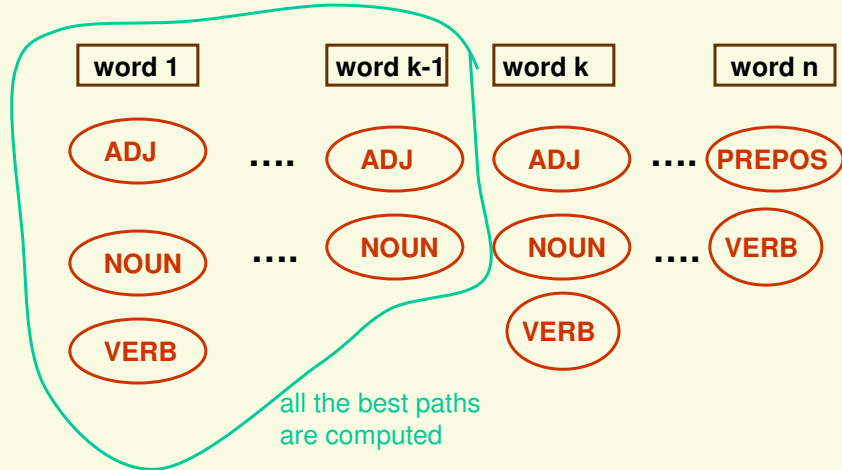 word 1 word k-1 word k word n
ADJ .... ADJ ADJ .... PREPOS
NOUN .... NOUN NOUN .... VERB
VERB VERB
all the best paths
are computed